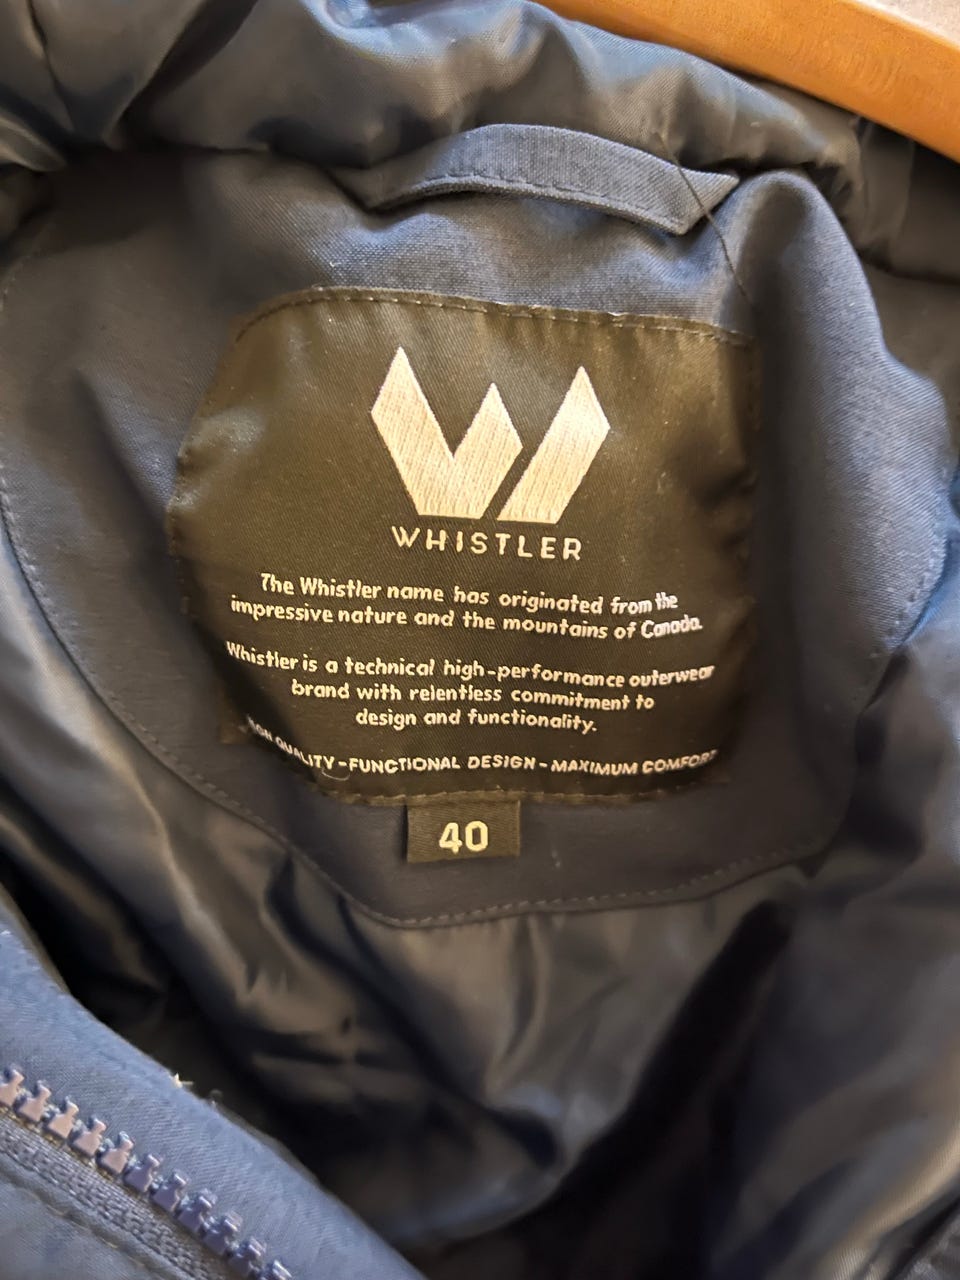 WHISTLER
The Whistler name has originated from the
impressive nature and the mountains of Canada.
Whistler is a technical high-performance outerwear
brand with relentless commitment to
design and functionality.
QUALITY-FUNCTIONAL DESIGN-MAXIMUM COMFORT
40